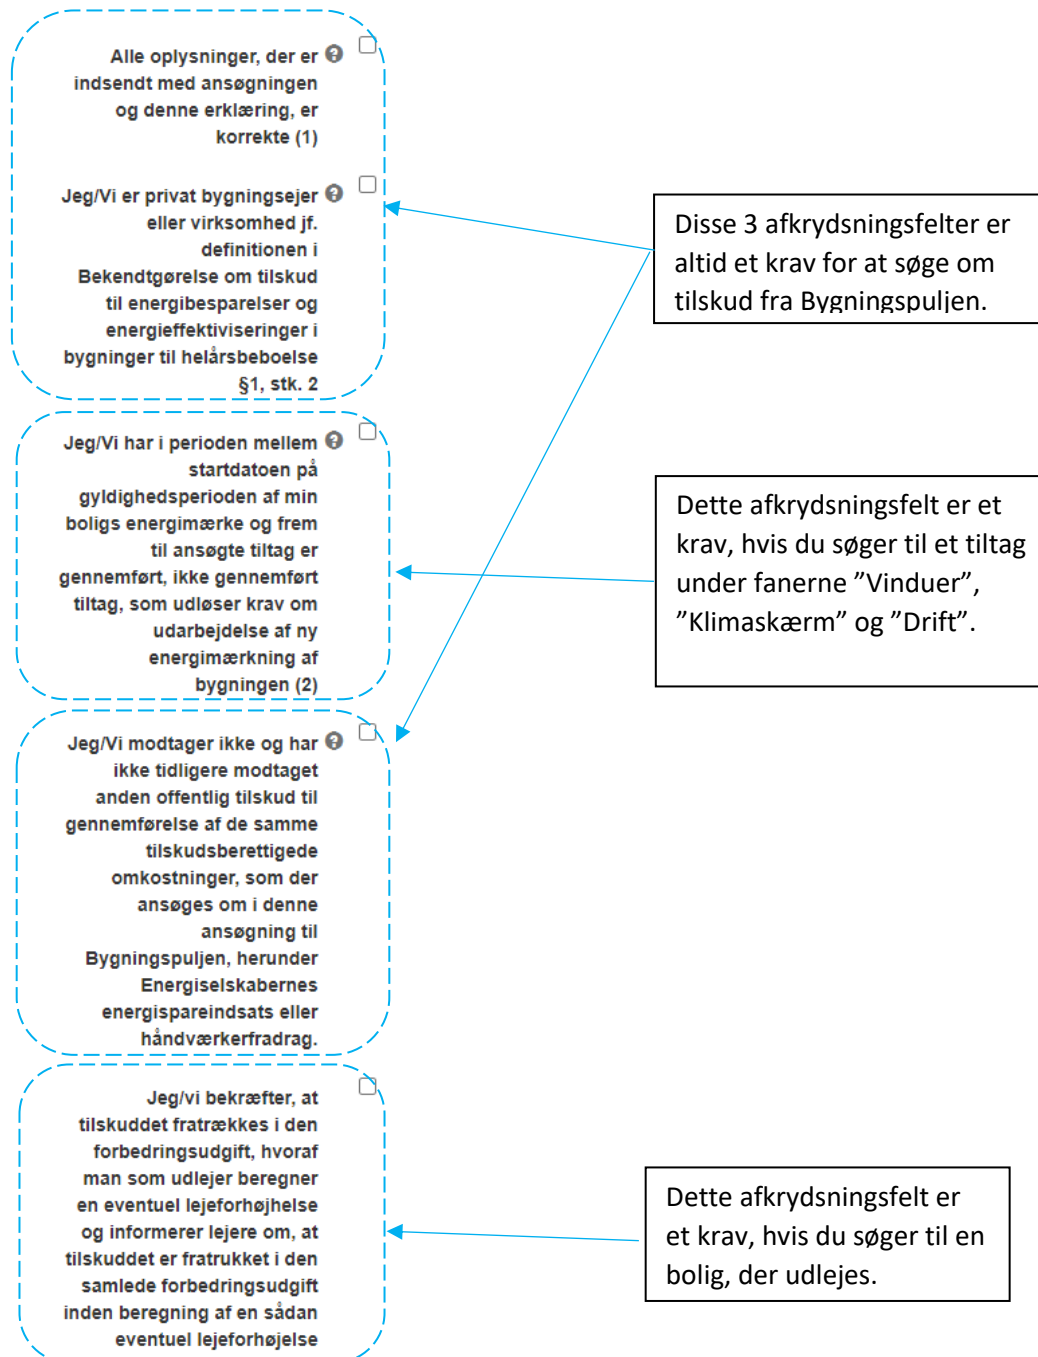 Alle oplysninger, der er
indsendt med ansøgningen
og denne erklæring, er
korrekte (1)
Jeg/Vi er privat bygningsejer
eller virksomhed jf.
definitionen i
Bekendtgørelse om tilskud
til energibesparelser og
energieffektiviseringer i
bygninger til helårsbeboelse
§1, stk. 2
Disse 3 afkrydsningsfelter er
altid et krav for at søge om
tilskud fra Bygningspuljen.
Jeg/Vi har i perioden mellem
startdatoen på
gyldighedsperioden af min
boligs energimærke og frem
til ansøgte tiltag er
gennemført, ikke gennemført
tiltag, som udløser krav om
udarbejdelse af ny
energimærkning af
bygningen (2)
Dette afkrydsningsfelt er et
krav, hvis du søger til et tiltag
under fanerne ”Vinduer”,
”Klimaskærm” og ”Drift”.
Jeg/Vi modtager ikke og har
ikke tidligere modtaget
anden offentlig tilskud til
gennemførelse af de samme
tilskudsberettigede
omkostninger, som der
ansøges om i denne
ansøgning til
Bygningspuljen, herunder
Energiselskabernes
energispareindsats eller
håndværkerfradrag.
Jeg/vi bekræfter, at
tilskuddet fratrækkes i den
forbedringsudgift, hvoraf
man som udlejer beregner
en eventuel lejeforhøjhelse
og informerer lejere om, at
tilskuddet er fratrukket i den
samlede forbedringsudgift
inden beregning af en sådan
eventuel lejeforhøjelse
Dette afkrydsningsfelt er
et krav, hvis du søger til en
bolig, der udlejes.